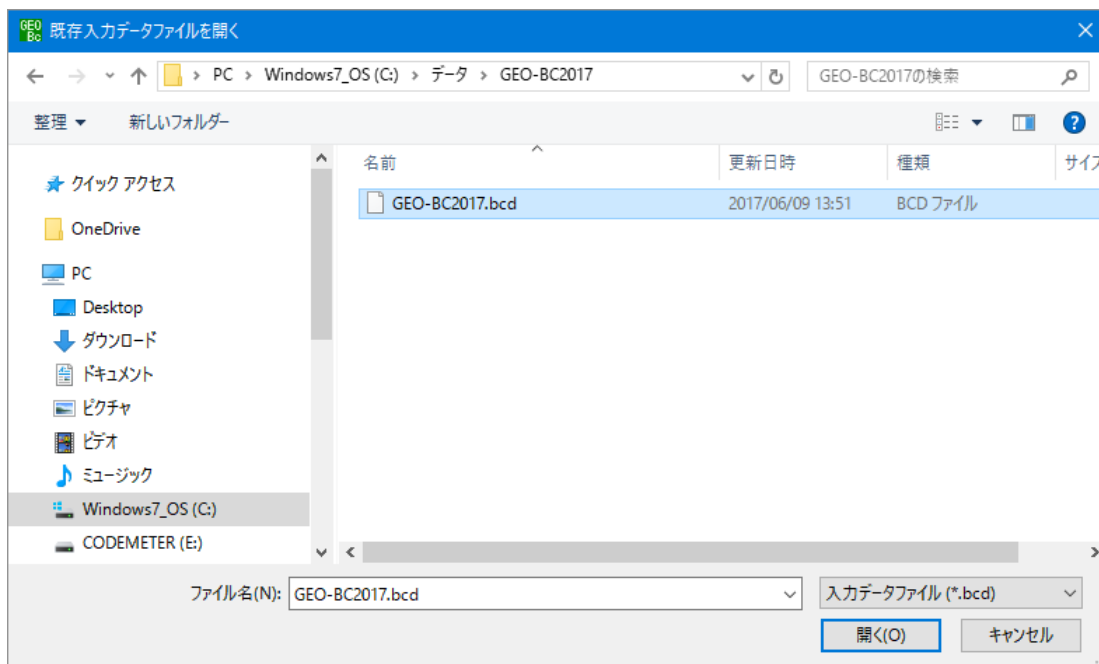 GEO Bc 既存入力データファイルを開く
PC > Windows7_OS (C:) > データ > GEO-BC2017
GEO-BC2017の検索
整理 新しいフォルダー
名前 更新日時 種類 サイズ
クイック アクセス
GEO-BC2017.bcd 2017/06/09 13:51 BCD ファイル
OneDrive
PC
Desktop
ダウンロード
ドキュメント
ピクチャ
ビデオ
ミュージック
Windows7_OS (C:)
CODEMETER (E:)
ファイル名(N): GEO-BC2017.bcd 入力データファイル (*.bcd)
開く(O) キャンセル